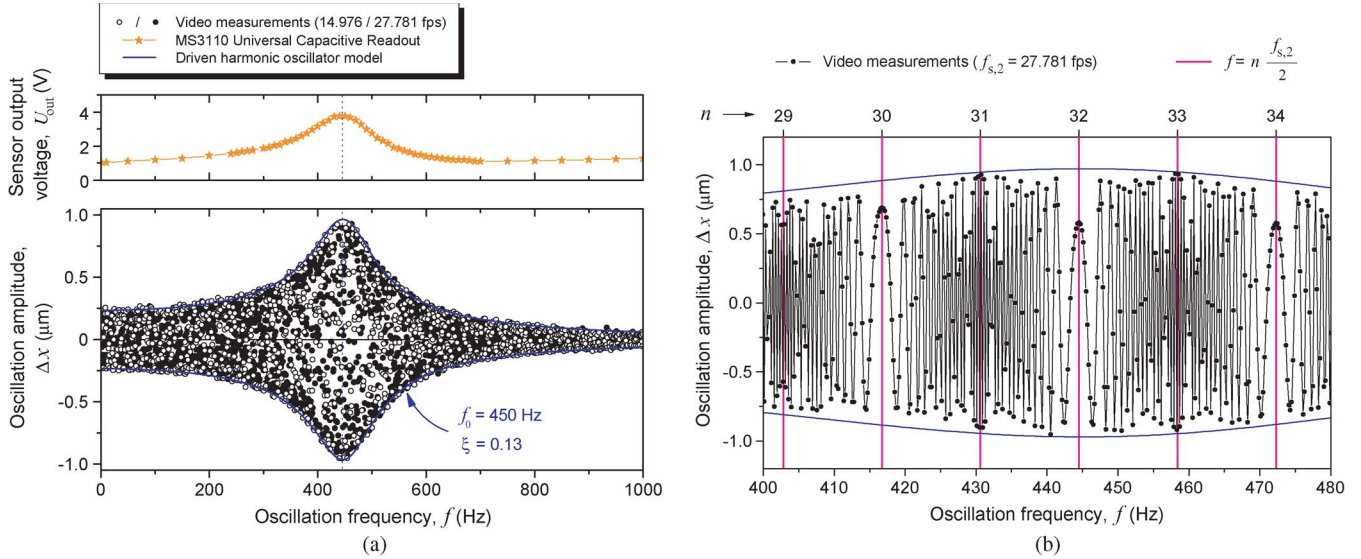 ○ / ● Video measurements (14.976 / 27.781 fps)
MS3110 Universal Capacitive Readout
Driven harmonic oscillator model
Sensor output
voltage, U_out (V)
4
2
0
Oscillation amplitude,
Δx (μm)
1.0
0.5
0
-0.5
-1.0
f_0 = 450 Hz
ξ = 0.13
0 200 400 600 800 1000
Oscillation frequency, f (Hz)
(a)
Video measurements (f_s,2 = 27.781 fps)
f = n f_s,2
2
n → 29 30 31 32 33 34
Oscillation amplitude, Δx (μm)
1.0
0.5
0.0
-0.5
-1.0
400 410 420 430 440 450 460 470 480
Oscillation frequency, f (Hz)
(b)